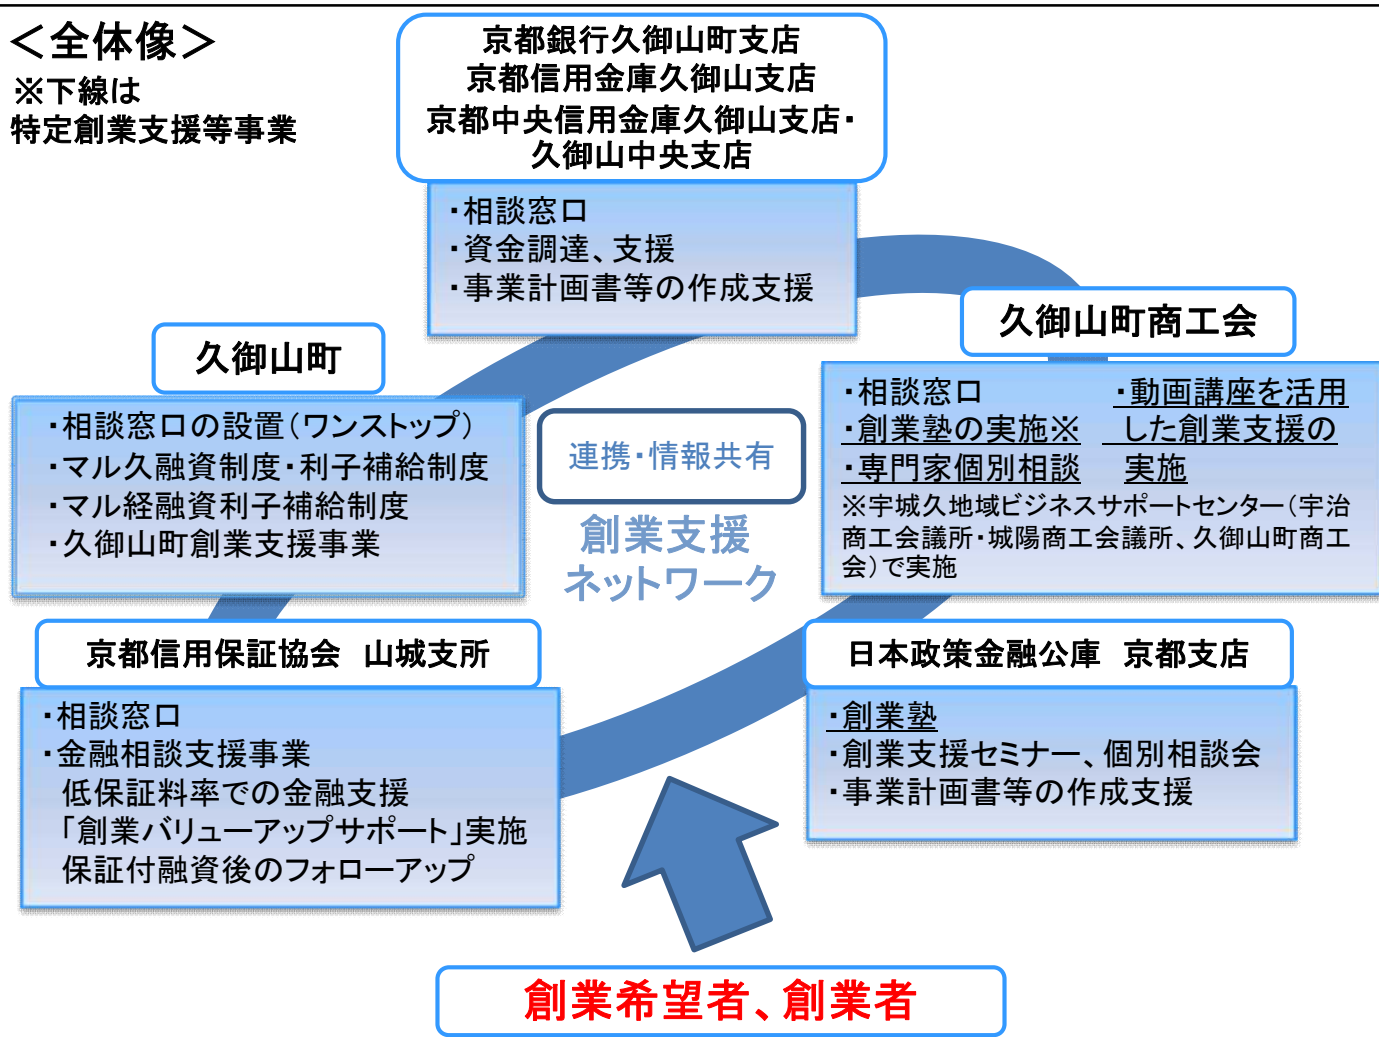 ＜全体像＞
※下線は
特定創業支援等事業
京都銀行久御山町支店
京都信用金庫久御山支店
京都中央信用金庫久御山支店・
久御山中央支店
・相談窓口
・資金調達、支援
・事業計画書等の作成支援
久御山町
・相談窓口の設置（ワンストップ）
・マル久融資制度・利子補給制度
・マル経融資利子補給制度
・久御山町創業支援事業
連携・情報共有
創業支援
ネットワーク
久御山町商工会
・相談窓口
・創業塾の実施※
・専門家個別相談
・動画講座を活用
した創業支援の
実施
※宇城久地域ビジネスサポートセンター（宇治
商工会議所・城陽商工会議所、久御山町商工
会）で実施
京都信用保証協会　山城支所
・相談窓口
・金融相談支援事業
低保証料率での金融支援
「創業バリューアップサポート」実施
保証付融資後のフォローアップ
日本政策金融公庫　京都支店
・創業塾
・創業支援セミナー、個別相談会
・事業計画書等の作成支援
創業希望者、創業者